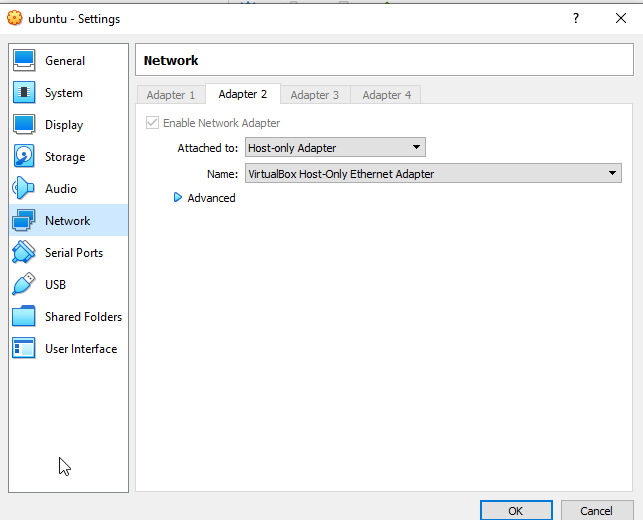 ubuntu - Settings
?
General
System
Display
Storage
Audio
Network
Serial Ports
USB
Shared Folders
User Interface
Network
Adapter 1 Adapter 2 Adapter 3 Adapter 4
Enable Network Adapter
Attached to: Host-only Adapter
Name: VirtualBox Host-Only Ethernet Adapter
Advanced
OK Cancel